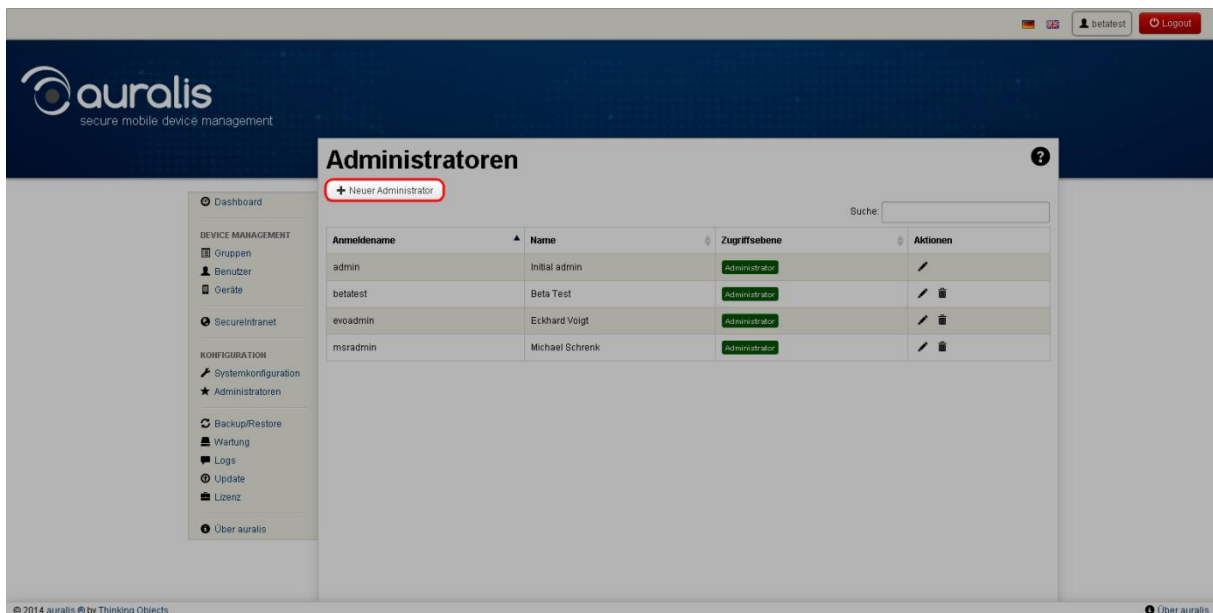 betatest
Logout
auralis
secure mobile device management
Administratoren
Neuer Administrator
Suche:
Dashboard
DEVICE MANAGEMENT
Gruppen
Benutzer
Geräte
SecureIntranet
KONFIGURATION
Systemkonfiguration
Administratoren
Backup/Restore
Wartung
Logs
Update
Lizenz
Über auralis
Anmeldename Name Zugriffsebene Aktionen
admin Initial admin Administrator
betatest Beta Test Administrator
evoadmin Eckhard Voigt Administrator
msradmin Michael Schrenk Administrator
© 2014 auralis ® by Thinking Objects
Über auralis